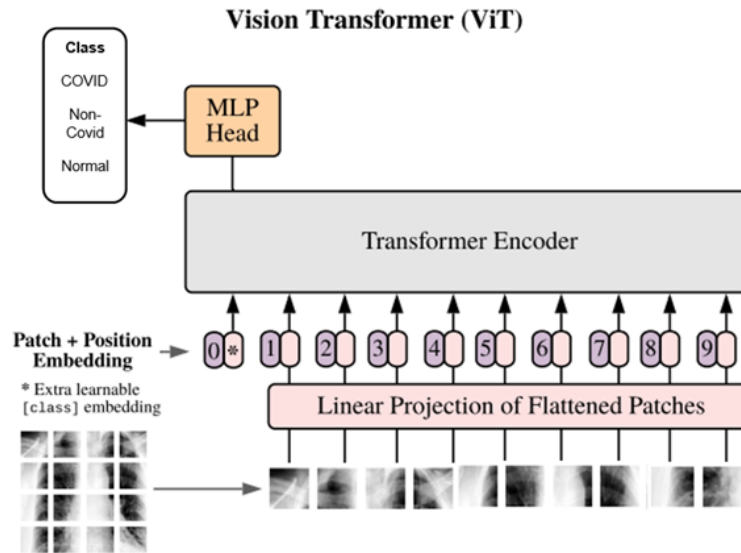 Vision Transformer (ViT)
Class
COVID
Non-
Covid
Normal
MLP
Head
Transformer Encoder
Patch + Position
Embedding
0 * 1 2 3 4 5 6 7 8 9
* Extra learnable
[class] embedding
Linear Projection of Flattened Patches